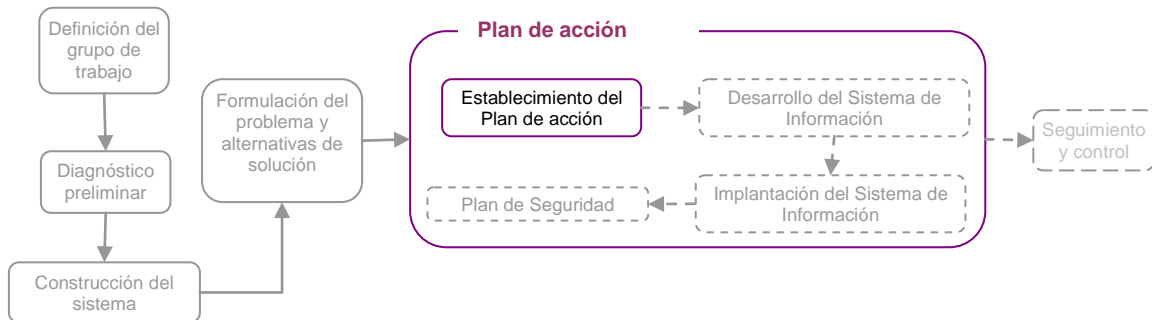 Definición del
grupo de
trabajo
Diagnóstico
preliminar
Construcción del
sistema
Formulación del
problema y
alternativas de
solución
Plan de acción
Establecimiento del
Plan de acción
Desarrollo del Sistema de
Información
Implantación del Sistema de
Información
Plan de Seguridad
Seguimiento
y control